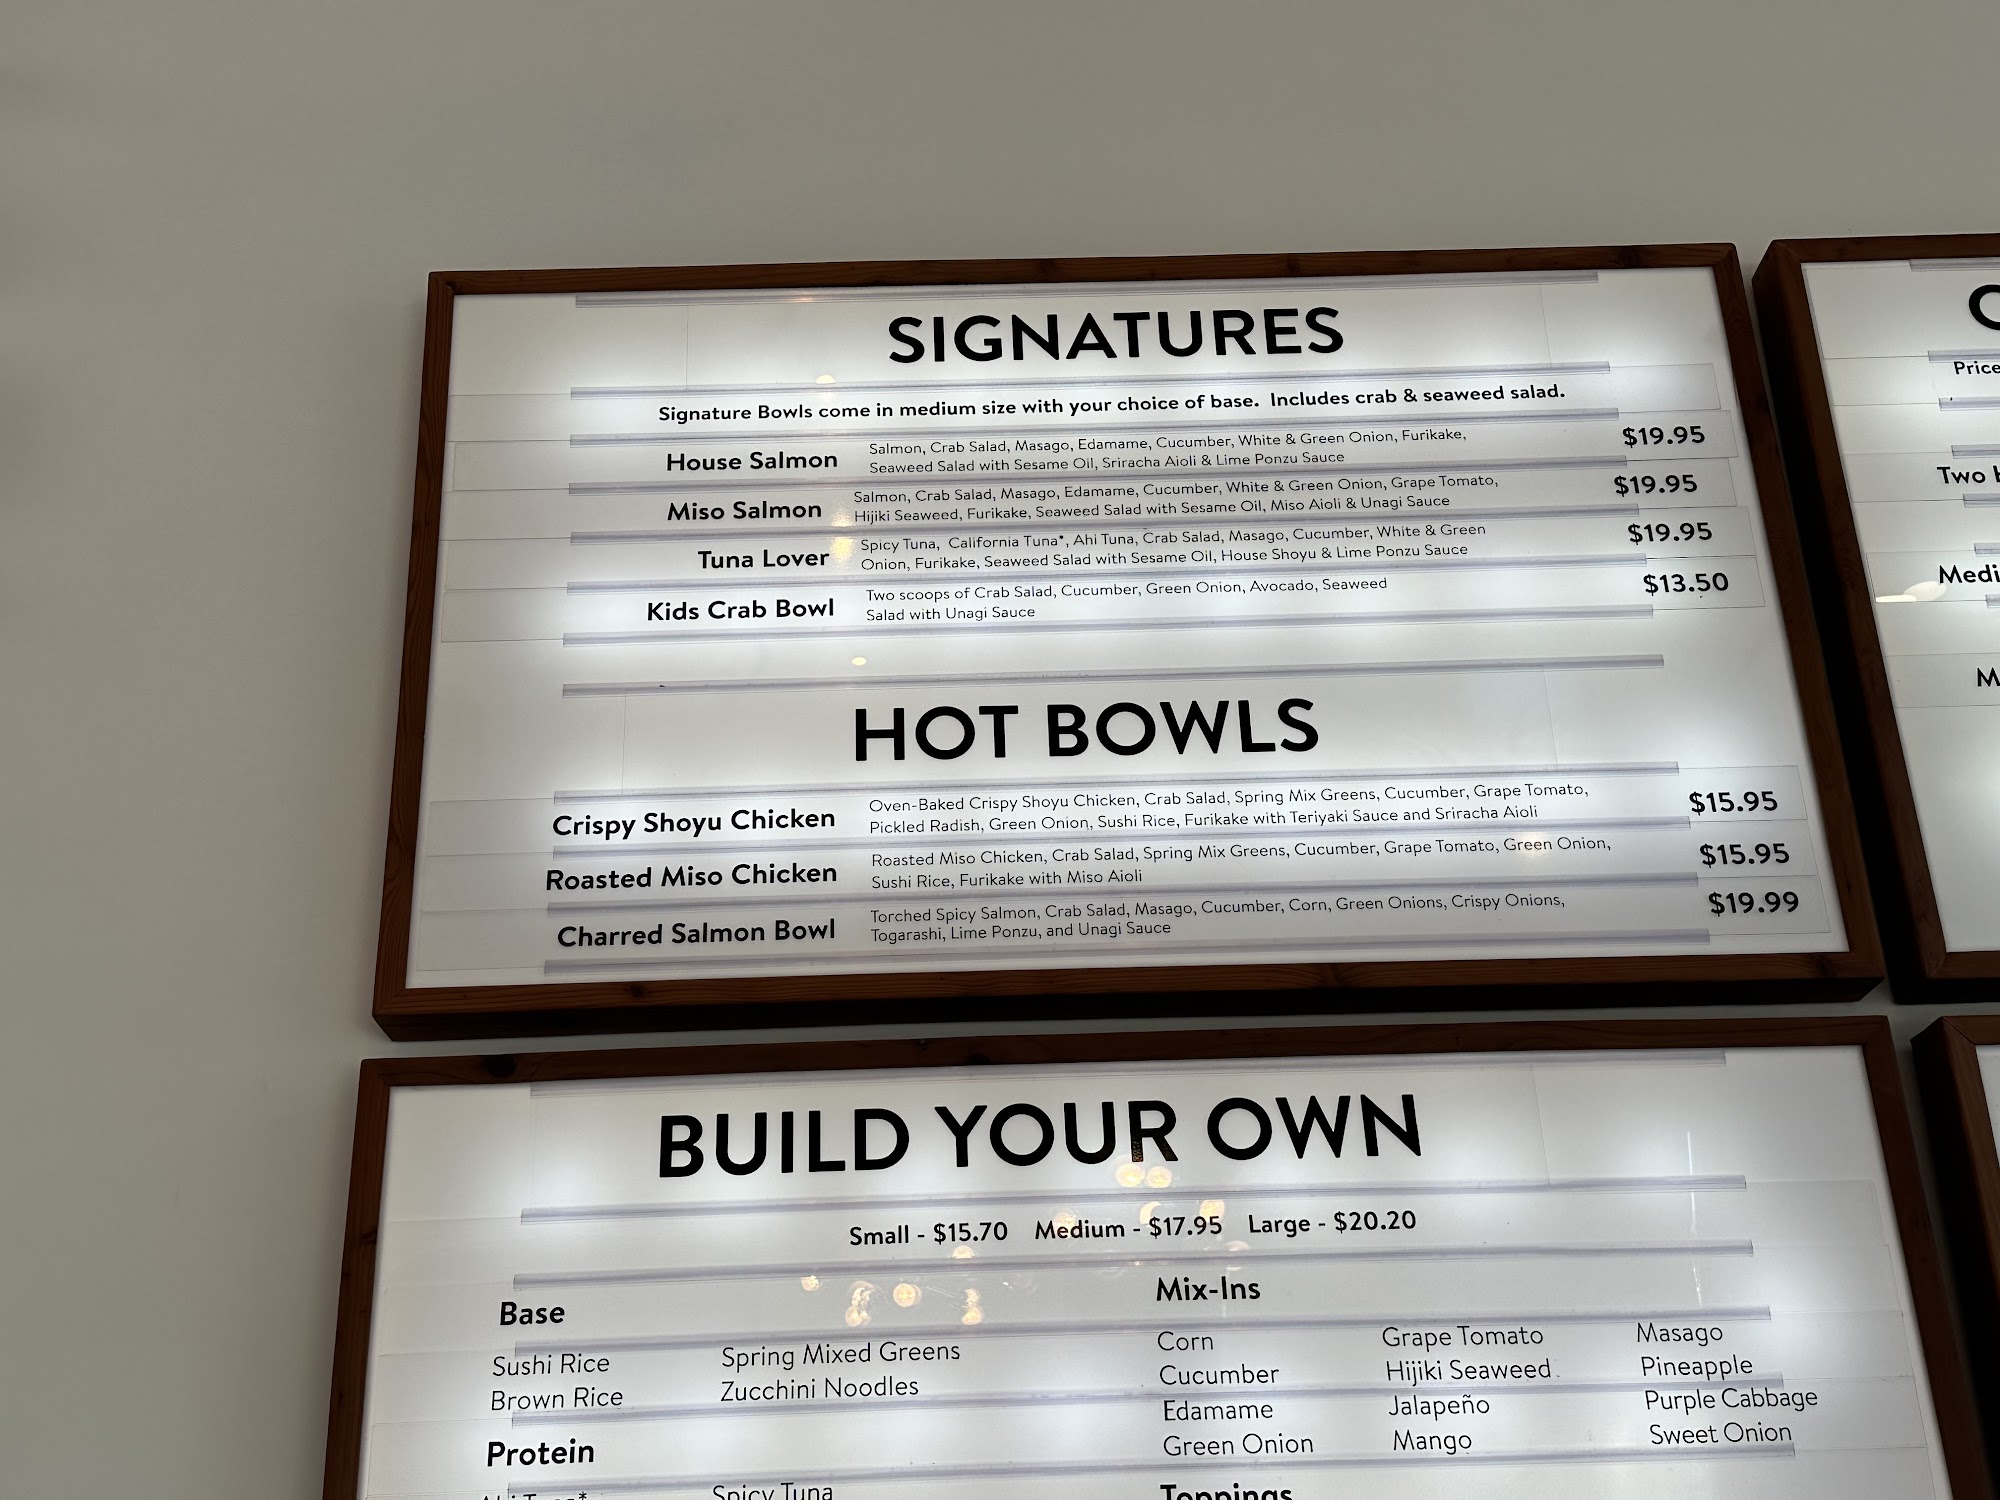 SIGNATURES
Signature Bowls come in medium size with your choice of base. Includes crab & seaweed salad.
House Salmon
Salmon, Crab Salad, Masago, Edamame, Cucumber, White & Green Onion, Furikake,
Seaweed Salad with Sesame Oil, Sriracha Aioli & Lime Ponzu Sauce
$19.95
Miso Salmon
Salmon, Crab Salad, Masago, Edamame, Cucumber, White & Green Onion, Grape Tomato,
Hijiki Seaweed, Furikake, Seaweed Salad with Sesame Oil, Miso Aioli & Unagi Sauce
$19.95
Tuna Lover
Spicy Tuna, California Tuna*, Ahi Tuna, Crab Salad, Masago, Cucumber, White & Green
Onion, Furikake, Seaweed Salad with Sesame Oil, House Shoyu & Lime Ponzu Sauce
$19.95
Kids Crab Bowl
Two scoops of Crab Salad, Cucumber, Green Onion, Avocado, Seaweed
Salad with Unagi Sauce
$13.50
HOT BOWLS
Crispy Shoyu Chicken
Oven-Baked Crispy Shoyu Chicken, Crab Salad, Spring Mix Greens, Cucumber, Grape Tomato,
Pickled Radish, Green Onion, Sushi Rice, Furikake with Teriyaki Sauce and Sriracha Aioli
$15.95
Roasted Miso Chicken
Roasted Miso Chicken, Crab Salad, Spring Mix Greens, Cucumber, Grape Tomato, Green Onion,
Sushi Rice, Furikake with Miso Aioli
$15.95
Charred Salmon Bowl
Torched Spicy Salmon, Crab Salad, Masago, Cucumber, Corn, Green Onions, Crispy Onions,
Togarashi, Lime Ponzu, and Unagi Sauce
$19.99
BUILD YOUR OWN
Small - $15.70 Medium - $17.95 Large - $20.20
Base
Sushi Rice
Brown Rice
Spring Mixed Greens
Zucchini Noodles
Protein
Spicy Tuna
Mix-Ins
Corn
Cucumber
Edamame
Green Onion
Grape Tomato
Hijiki Seaweed
Jalapeño
Mango
Masago
Pineapple
Purple Cabbage
Sweet Onion
Toppings
Price
Two